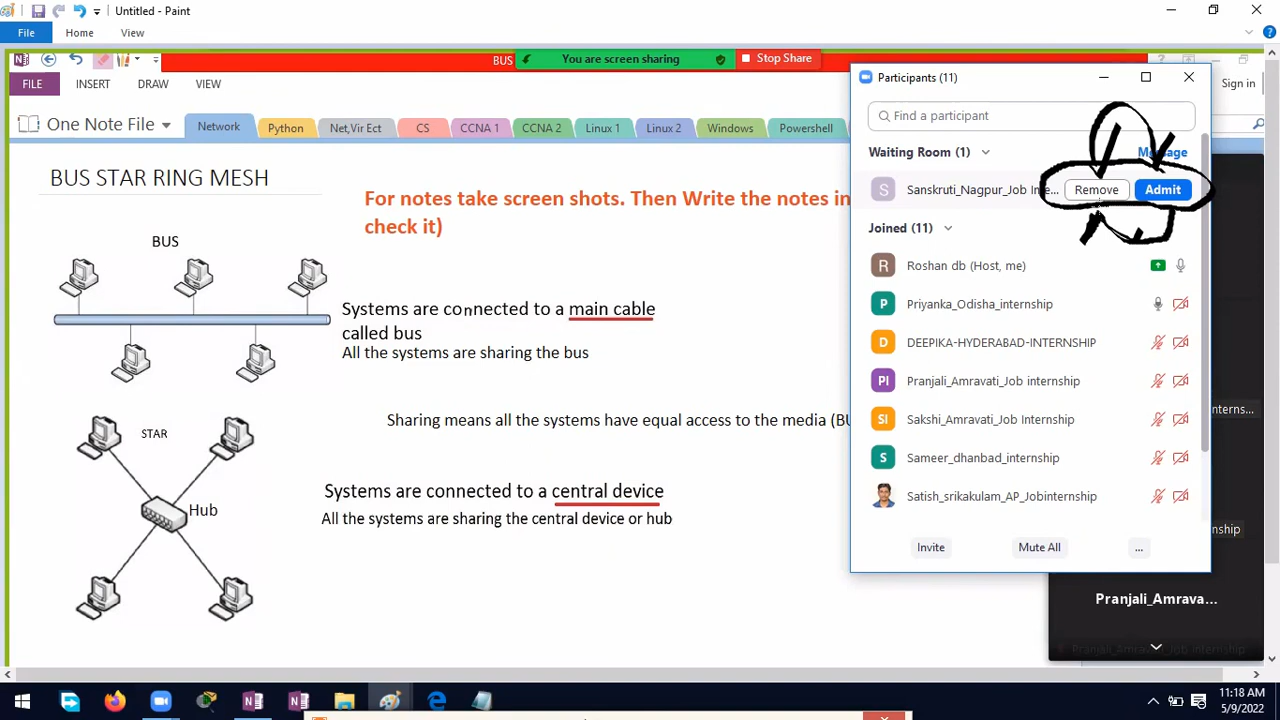 Untitled - Paint
File Home View
BUS
You are screen sharing
Stop Share
FILE INSERT DRAW VIEW
Sign in
One Note File
Network Python Net,Vir Ect CS CCNA 1 CCNA 2 Linux 1 Linux 2 Windows Powershell
BUS STAR RING MESH
For notes take screen shots. Then Write the notes in
check it)
BUS
Systems are connected to a main cable
called bus
All the systems are sharing the bus
Sharing means all the systems have equal access to the media (BU
STAR
Hub
Systems are connected to a central device
All the systems are sharing the central device or hub
Participants (11)
Find a participant
Waiting Room (1)
Message
S Sanskruti_Nagpur_Job Inte... Remove Admit
Joined (11)
R Roshan db (Host, me)
P Priyanka_Odisha_internship
D DEEPIKA-HYDERABAD-INTERNSHIP
PI Pranjali_Amravati_Job internship
SI Sakshi_Amravati_Job Internship
S Sameer_dhanbad_internship
Satish_srikakulam_AP_Jobinternship
Invite Mute All ...
nterns...
ship
Pranjali_Amrava...
Pranjali_Amravati_Job internship
11:18 AM
5/9/2022